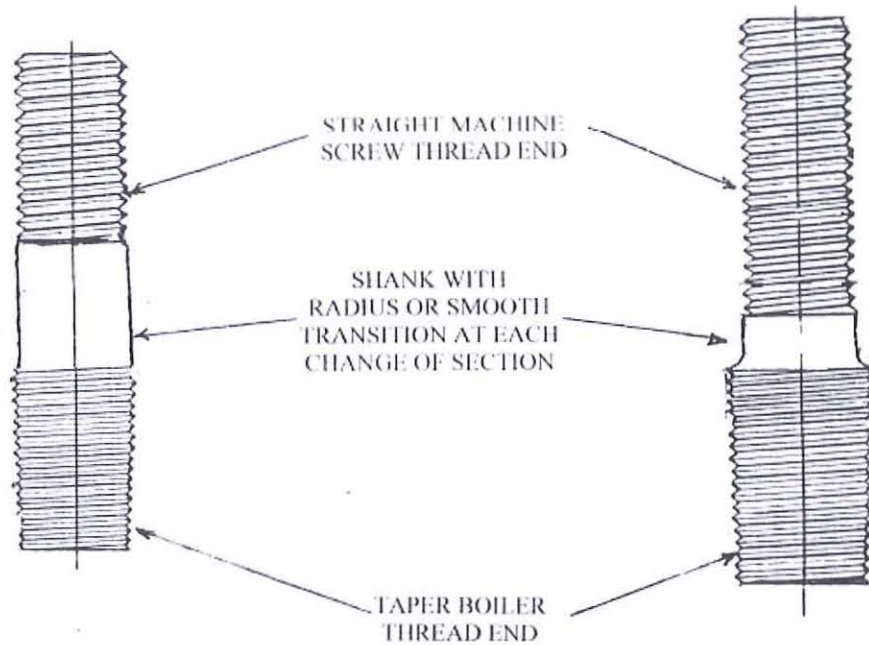 STRAIGHT MACHINE
SCREW THREAD END
SHANK WITH
RADIUS OR SMOOTH
TRANSITION AT EACH
CHANGE OF SECTION
TAPER BOILER
THREAD END